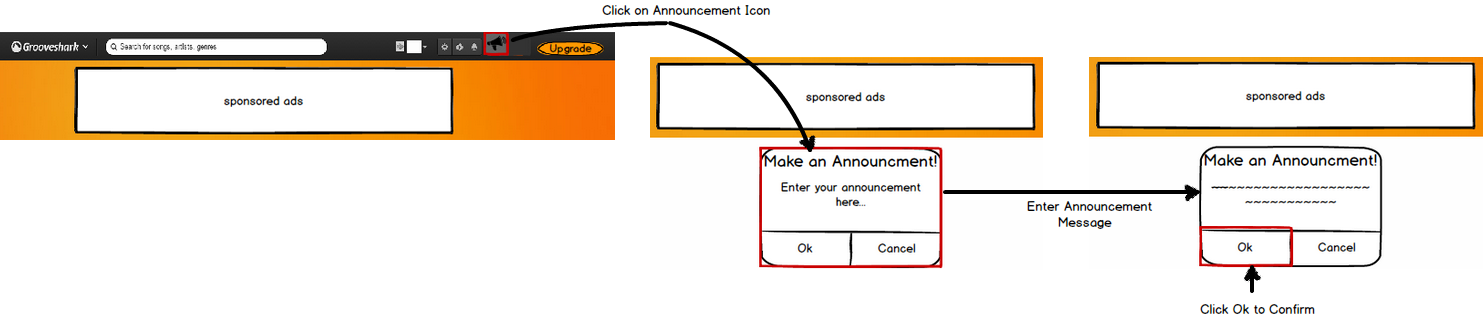 Click on Announcement Icon
Grooveshark
Search for songs, artists, genres
Upgrade
sponsored ads
sponsored ads
sponsored ads
Make an Announcment!
Enter your announcement
here...
Ok
Cancel
Enter Announcement
Message
Make an Announcment!
~~~~~~~~~~~~~~~~~~~
~~~~~~~~~~~
Ok
Cancel
Click Ok to Confirm